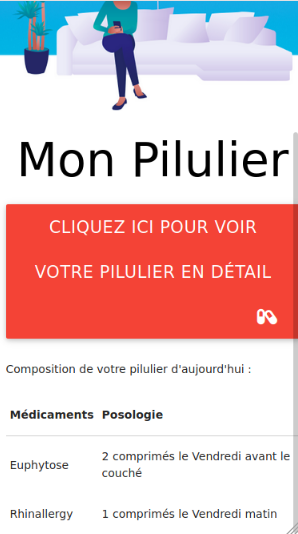 Mon Pilulier
CLIQUEZ ICI POUR VOIR
VOTRE PILULIER EN DÉTAIL
Composition de votre pilulier d'aujourd'hui :
Médicaments Posologie
Euphytose 2 comprimés le Vendredi avant le
couché
Rhinallergy 1 comprimés le Vendredi matin